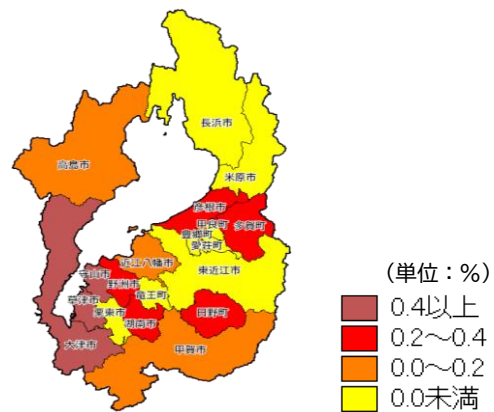 長浜市
高島市
米原市
彦根市
甲良町
多賀町
豊郷町
愛荘町
近江八幡市
東近江市
守山市
野洲市
竜王町
草津市
栗東市
湖南市
日野町
大津市
甲賀市
(単位：%)
0.4以上
0.2～0.4
0.0～0.2
0.0未満